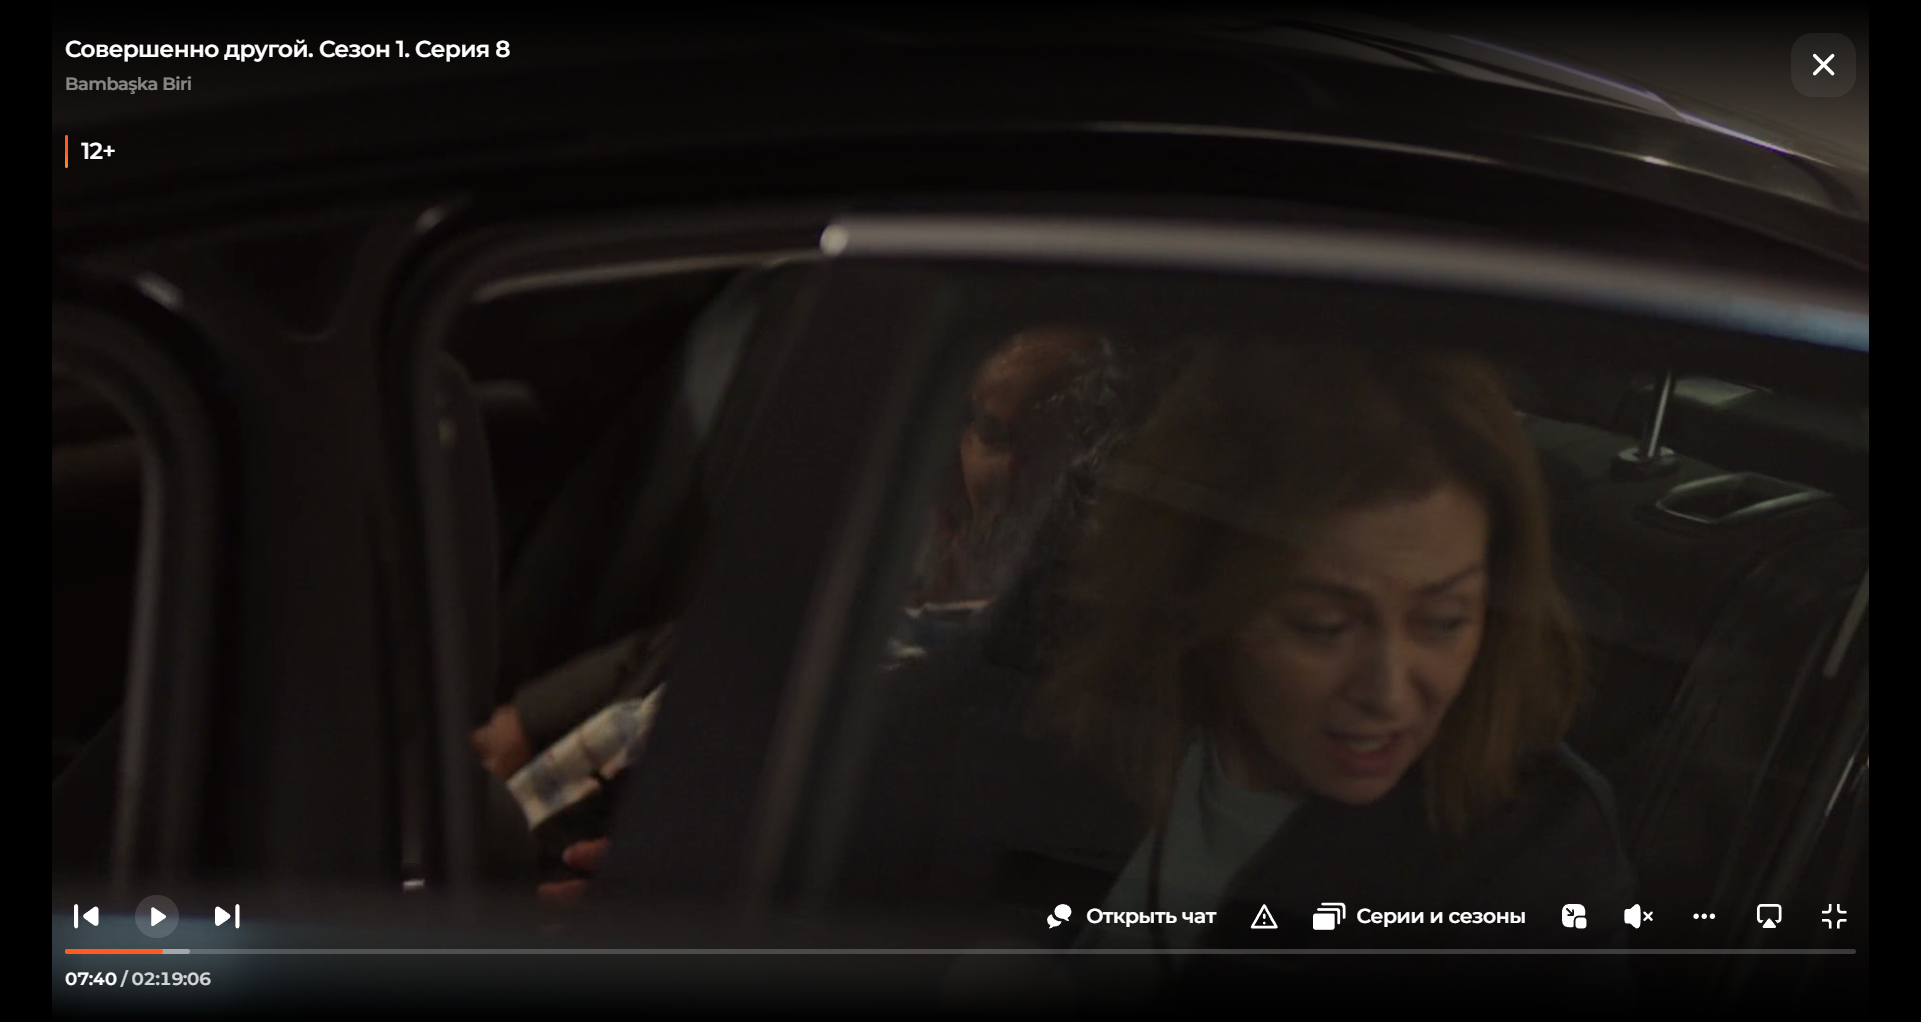 Совершенно другой. Сезон 1. Серия 8
Bambaşka Biri
12+
Открыть чат
Серии и сезоны
07:40 / 02:19:06